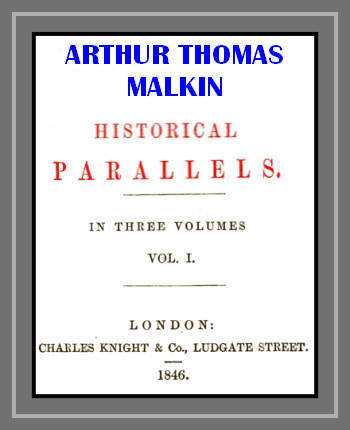 ARTHUR THOMAS
MALKIN
HISTORICAL
PARALLELS.
IN THREE VOLUMES
VOL. I.
LONDON:
CHARLES KNIGHT & Co., LUDGATE STREET.
1846.